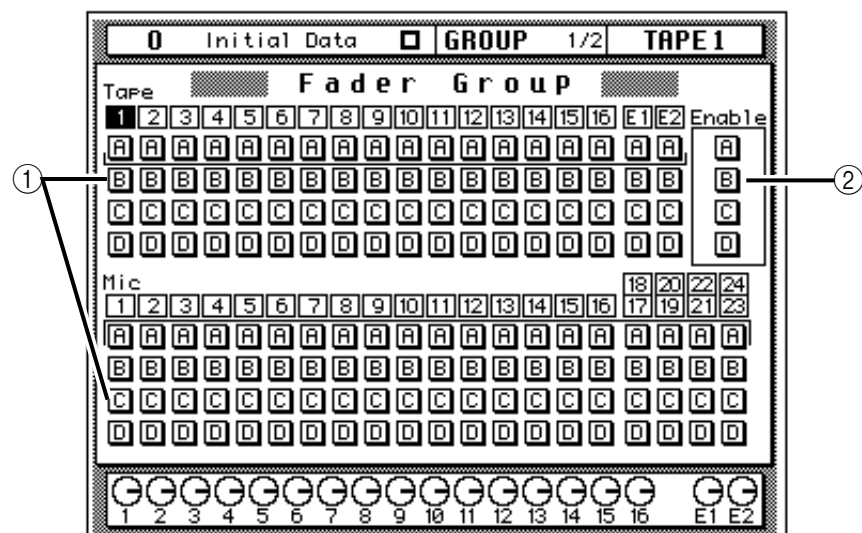 0 Initial Data GROUP 1/2 TAPE1
Fader Group
Tape
1 2 3 4 5 6 7 8 9 10 11 12 13 14 15 16 E1 E2 Enable
A A A A A A A A A A A A A A A A A A A
① B B B B B B B B B B B B B B B B B B B ②
C C C C C C C C C C C C C C C C C C C
D D D D D D D D D D D D D D D D D D D
Mic 18 20 22 24
1 2 3 4 5 6 7 8 9 10 11 12 13 14 15 16 17 19 21 23
A A A A A A A A A A A A A A A A A A A A
B B B B B B B B B B B B B B B B B B B B
C C C C C C C C C C C C C C C C C C C C
D D D D D D D D D D D D D D D D D D D D
1 2 3 4 5 6 7 8 9 10 11 12 13 14 15 16 E1 E2